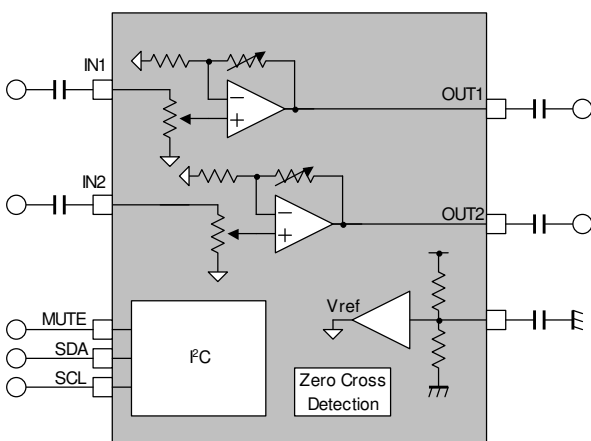 IN1
OUT1
IN2
OUT2
Vref
MUTE
SDA
SCL
I²C
Zero Cross
Detection